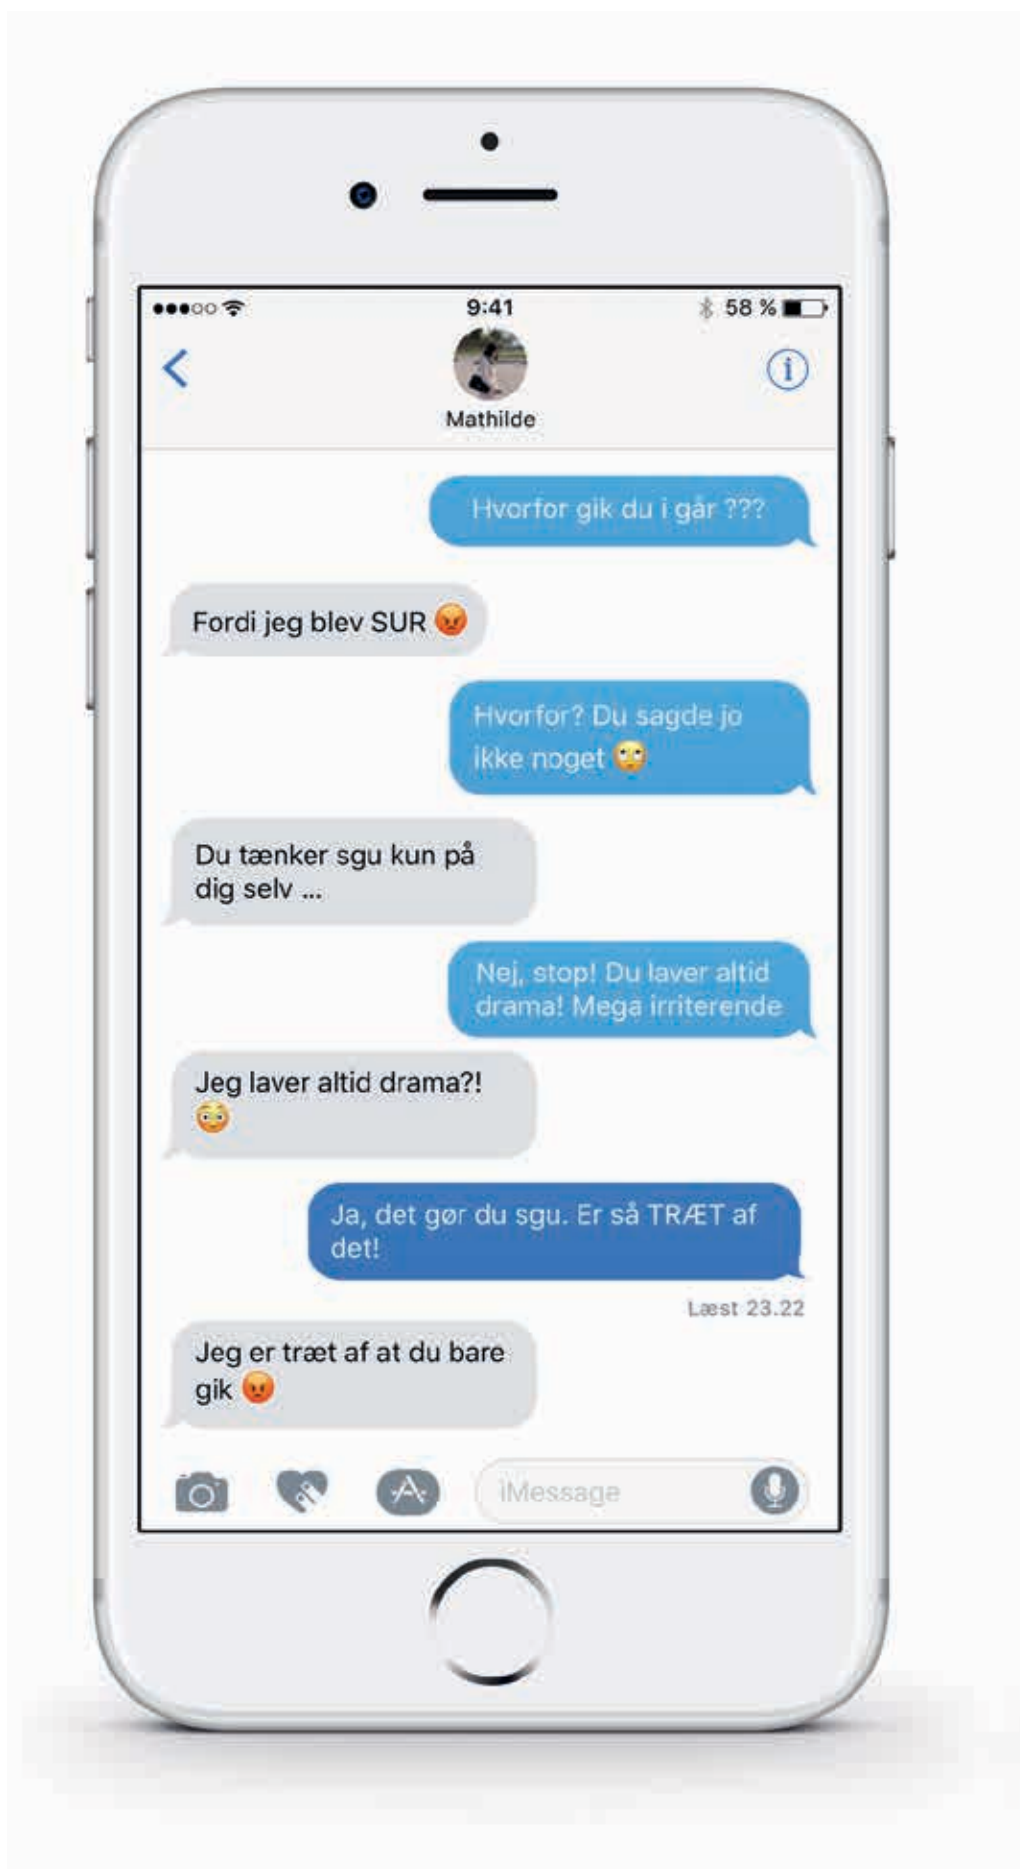 9:41
58 %
Mathilde
Hvorfor gik du i går ???
Fordi jeg blev SUR 😡
Hvorfor? Du sagde jo
ikke noget 🙄
Du tænker sgu kun på
dig selv ...
Nej, stop! Du laver altid
drama! Mega irriterende
Jeg laver altid drama?!
😳
Ja, det gør du sgu. Er så TRÆT af
det!
Læst 23.22
Jeg er træt af at du bare
gik 😡
iMessage